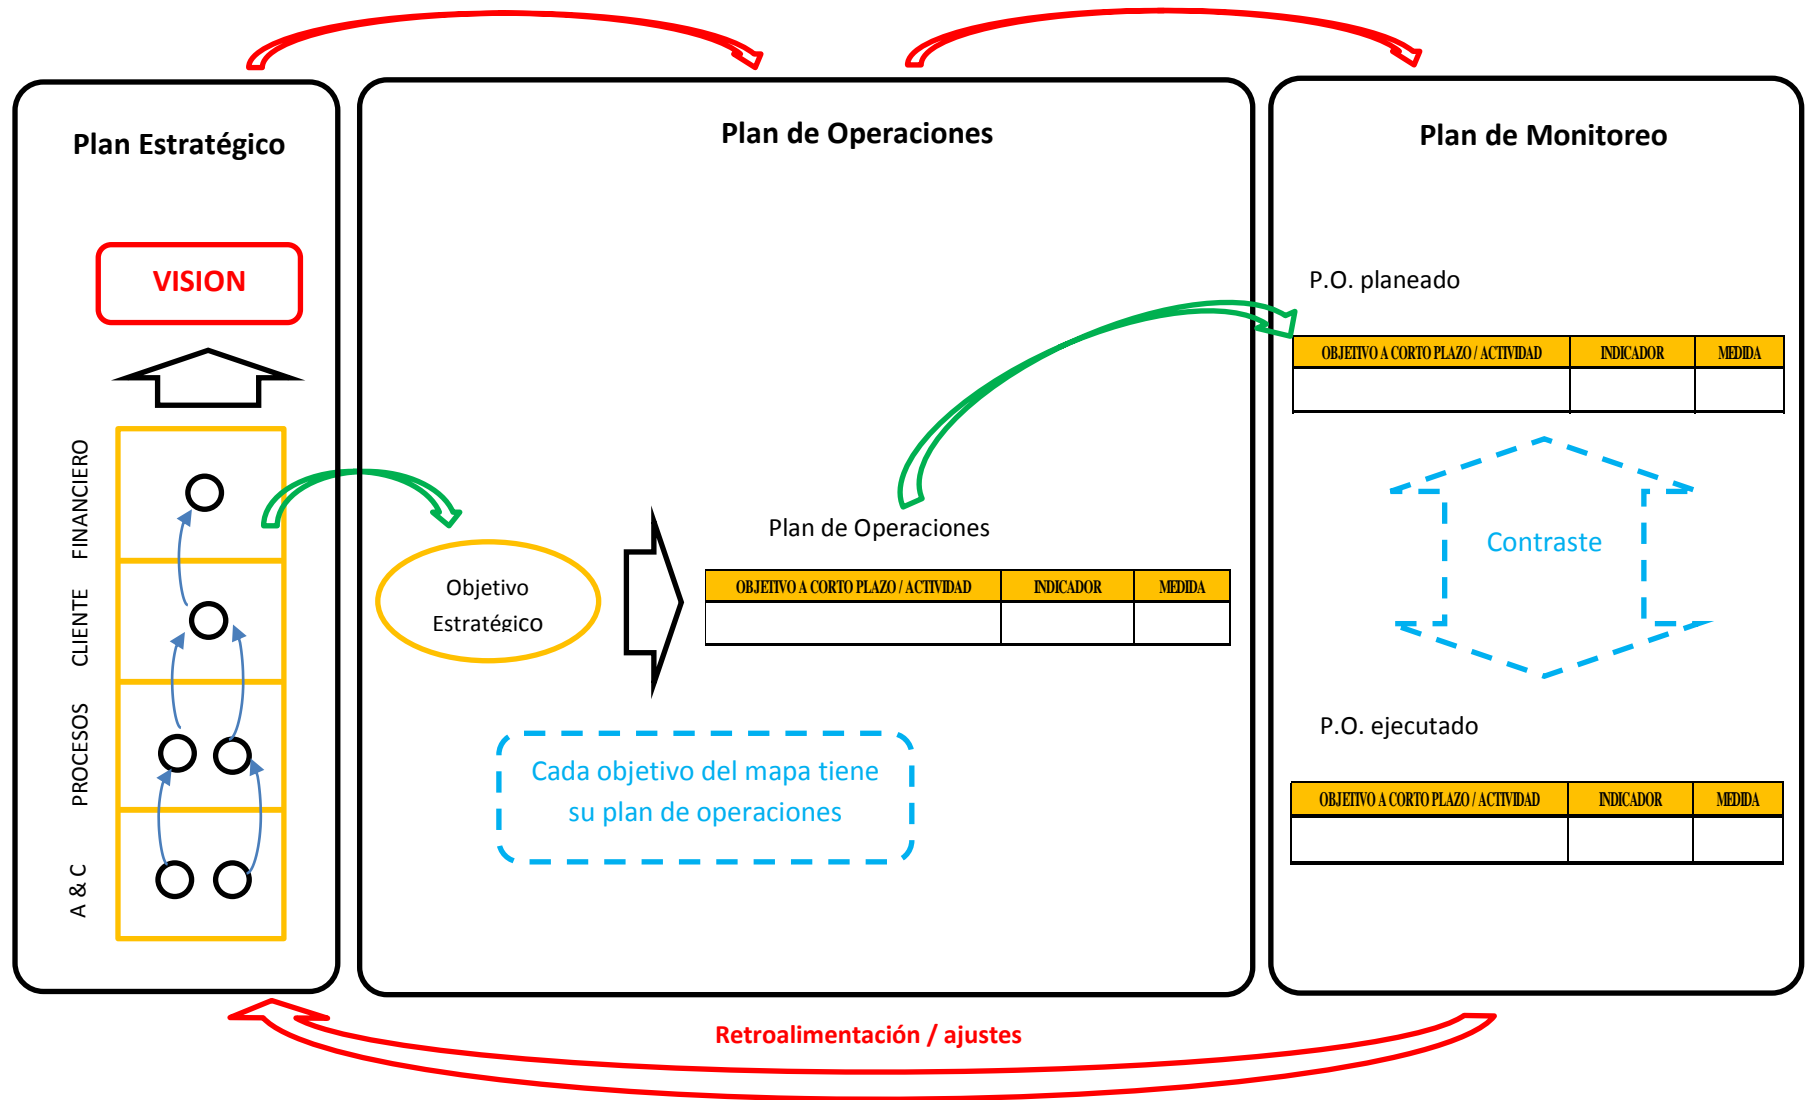 Plan Estratégico
VISION
FINANCIERO
CLIENTE
PROCESOS
A & C
Plan de Operaciones
Objetivo
Estratégico
Plan de Operaciones
OBJETIVO A CORTO PLAZO / ACTIVIDAD INDICADOR MEDIDA
Cada objetivo del mapa tiene
su plan de operaciones
Plan de Monitoreo
P.O. planeado
OBJETIVO A CORTO PLAZO / ACTIVIDAD INDICADOR MEDIDA
Contraste
P.O. ejecutado
OBJETIVO A CORTO PLAZO / ACTIVIDAD INDICADOR MEDIDA
Retroalimentación / ajustes